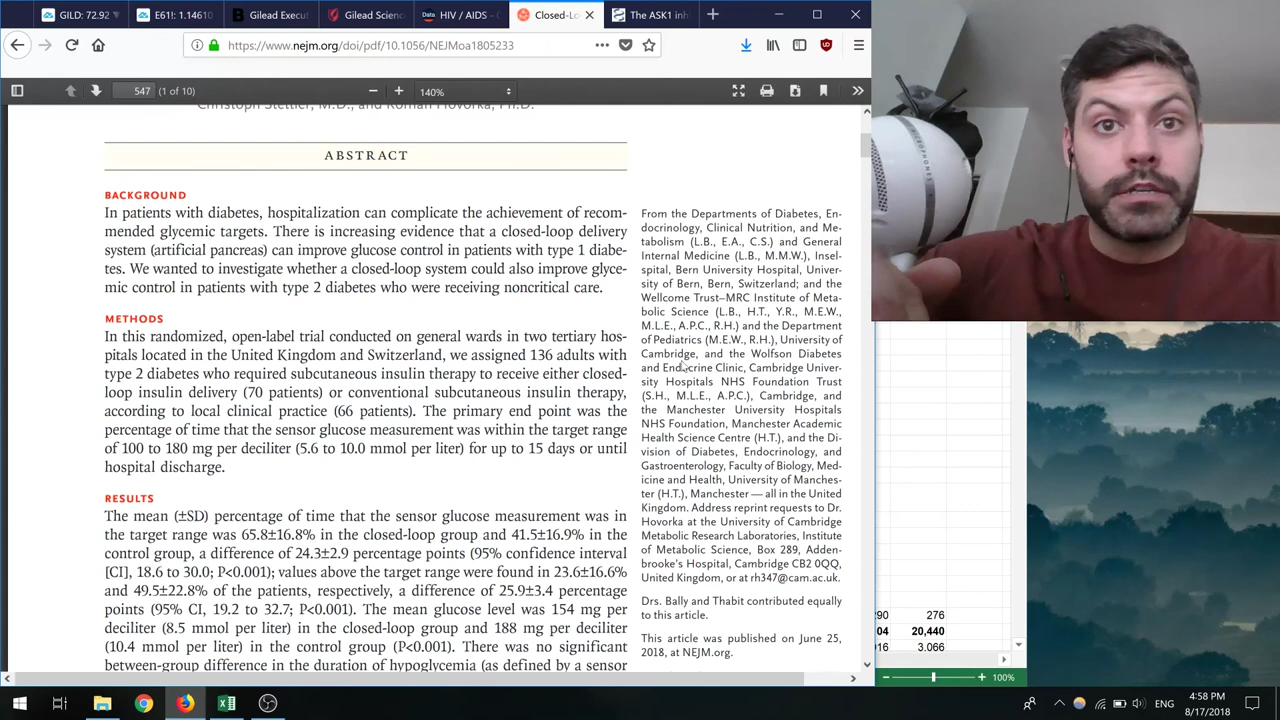 GILD: 72.92
E6!: 1.14610
Gilead Execut
Gilead Scienc
HIV / AIDS - G
Closed-Lo
The ASK1 inh
https://www.nejm.org/doi/pdf/10.1056/NEJMoa1805233
547 (1 of 10)
140%
Christoph Stettler, M.D., and Roman Hovorka, Ph.D.
ABSTRACT
BACKGROUND
In patients with diabetes, hospitalization can complicate the achievement of recom-
mended glycemic targets. There is increasing evidence that a closed-loop delivery
system (artificial pancreas) can improve glucose control in patients with type 1 diabe-
tes. We wanted to investigate whether a closed-loop system could also improve glyce-
mic control in patients with type 2 diabetes who were receiving noncritical care.
METHODS
In this randomized, open-label trial conducted on general wards in two tertiary hos-
pitals located in the United Kingdom and Switzerland, we assigned 136 adults with
type 2 diabetes who required subcutaneous insulin therapy to receive either closed-
loop insulin delivery (70 patients) or conventional subcutaneous insulin therapy,
according to local clinical practice (66 patients). The primary end point was the
percentage of time that the sensor glucose measurement was within the target range
of 100 to 180 mg per deciliter (5.6 to 10.0 mmol per liter) for up to 15 days or until
hospital discharge.
RESULTS
The mean (±SD) percentage of time that the sensor glucose measurement was in
the target range was 65.8±16.8% in the closed-loop group and 41.5±16.9% in the
control group, a difference of 24.3±2.9 percentage points (95% confidence interval
[CI], 18.6 to 30.0; P<0.001); values above the target range were found in 23.6±16.6%
and 49.5±22.8% of the patients, respectively, a difference of 25.9±3.4 percentage
points (95% CI, 19.2 to 32.7; P<0.001). The mean glucose level was 154 mg per
deciliter (8.5 mmol per liter) in the closed-loop group and 188 mg per deciliter
(10.4 mmol per liter) in the control group (P<0.001). There was no significant
between-group difference in the duration of hypoglycemia (as defined by a sensor
From the Departments of Diabetes, En-
docrinology, Clinical Nutrition, and Me-
tabolism (L.B., E.A., C.S.) and General
Internal Medicine (L.B., M.M.W.), Insel-
spital, Bern University Hospital, Univer-
sity of Bern, Bern, Switzerland; and the
Wellcome Trust–MRC Institute of Meta-
bolic Science (L.B., H.T., Y.R., M.E.W.,
M.L.E., A.P.C., R.H.) and the Department
of Pediatrics (M.E.W., R.H.), University of
Cambridge, and the Wolfson Diabetes
and Endocrine Clinic, Cambridge Univer-
sity Hospitals NHS Foundation Trust
(S.H., M.L.E., A.P.C.), Cambridge, and
the Manchester University Hospitals
NHS Foundation, Manchester Academic
Health Science Centre (H.T.), and the Di-
vision of Diabetes, Endocrinology, and
Gastroenterology, Faculty of Biology, Med-
icine and Health, University of Manches-
ter (H.T.), Manchester — all in the United
Kingdom. Address reprint requests to Dr.
Hovorka at the University of Cambridge
Metabolic Research Laboratories, Institute
of Metabolic Science, Box 289, Adden-
brooke's Hospital, Cambridge CB2 0QQ,
United Kingdom, or at rh347@cam.ac.uk.
Drs. Bally and Thabit contributed equally
to this article.
This article was published on June 25,
2018, at NEJM.org.
MICROPHONES
290 276
04 20,440
916 3,066
100%
ENG
4:58 PM
8/17/2018